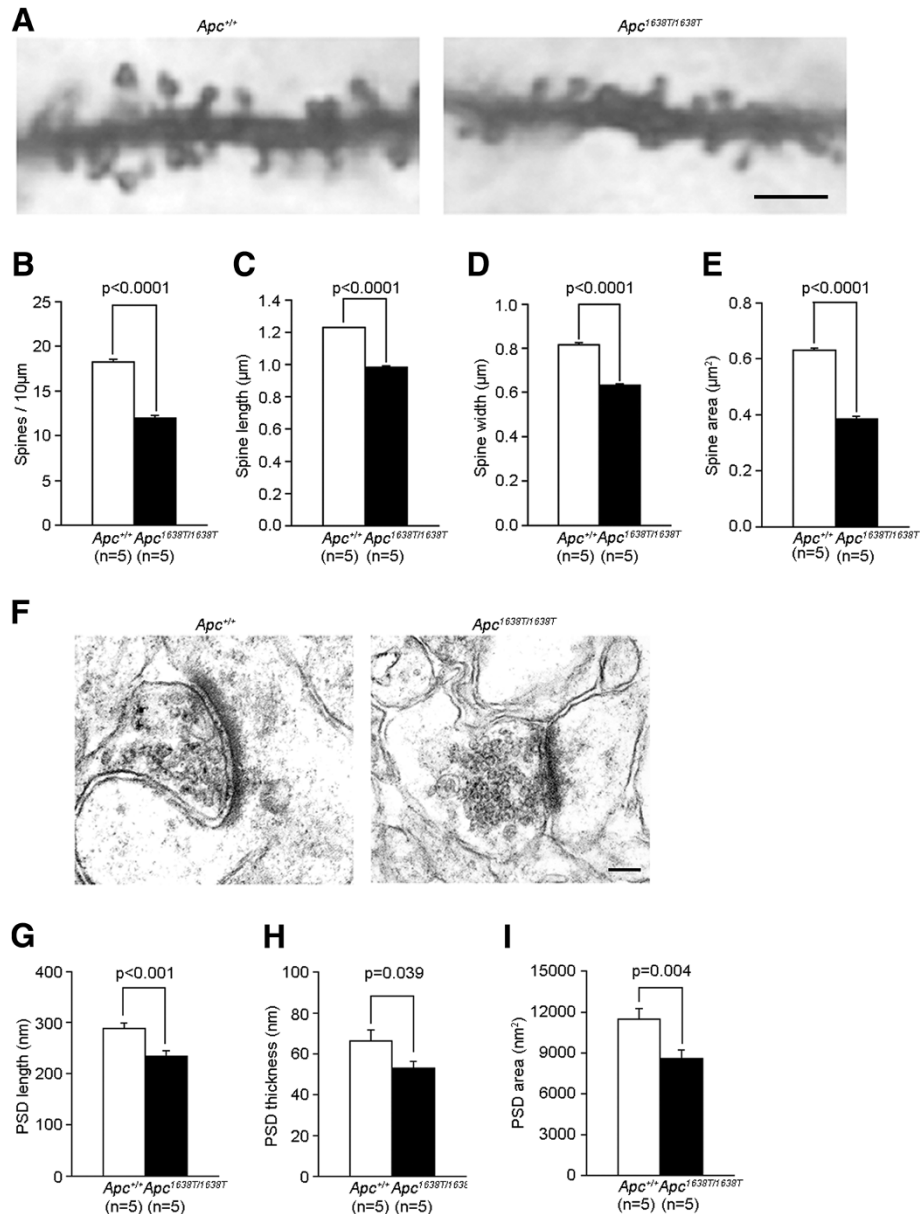 A
Apc+/+ Apc1638T/1638T
B
p<0.0001
25
20
15
10
5
0
Spines / 10µm
Apc+/+ Apc1638T/1638T
(n=5) (n=5)
C
p<0.0001
1.4
1.2
1.0
0.8
0.6
0.4
0.2
0.0
Spine length (µm)
Apc+/+ Apc1638T/1638T
(n=5) (n=5)
D
p<0.0001
1.0
0.8
0.6
0.4
0.2
0.0
Spine width (µm)
Apc+/+ Apc1638T/1638T
(n=5) (n=5)
E
p<0.0001
0.8
0.6
0.4
0.2
0.0
Spine area (µm2)
Apc+/+ Apc1638T/1638T
(n=5) (n=5)
F
Apc+/+ Apc1638T/1638T
G
p<0.001
400
300
200
100
0
PSD length (nm)
Apc+/+ Apc1638T/1638T
(n=5) (n=5)
H
p=0.039
100
80
60
40
20
0
PSD thickness (nm)
Apc+/+ Apc1638T/1638
(n=5) (n=5)
I
p=0.004
15000
12000
9000
6000
3000
0
PSD area (nm2)
Apc+/+ Apc1638T/1638T
(n=5) (n=5)